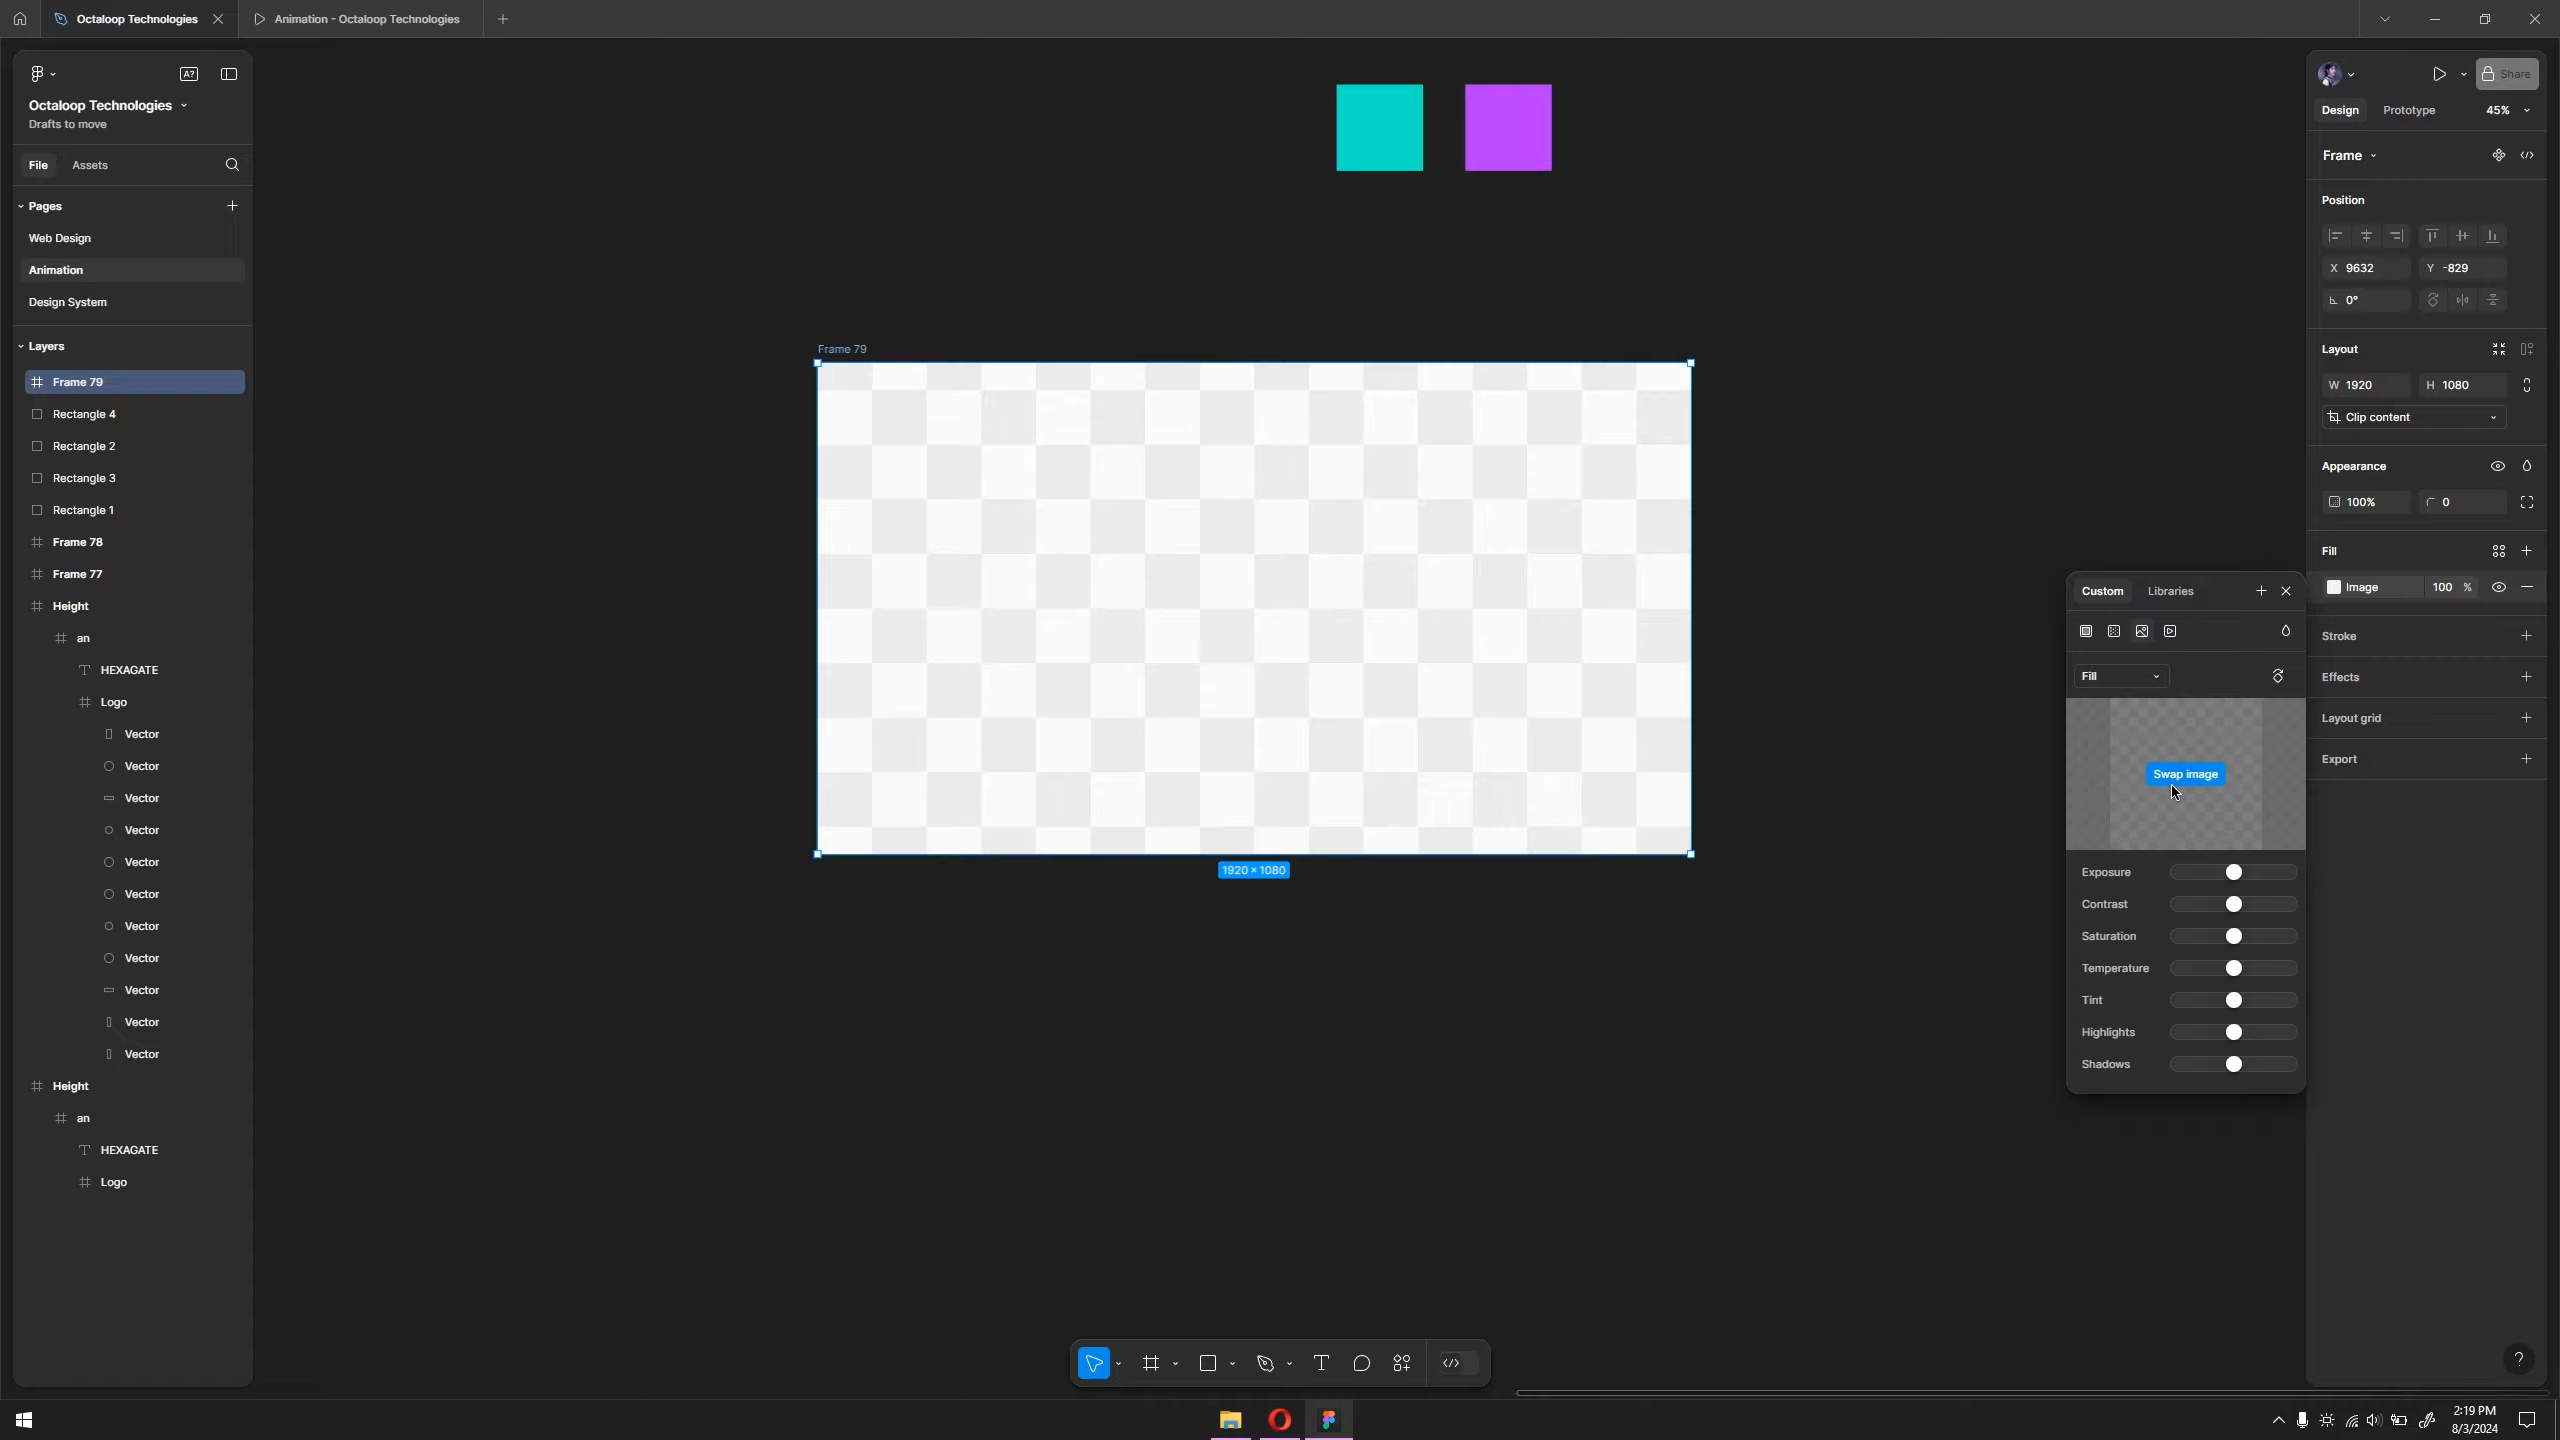 Octaloop Technologies
Animation - Octaloop Technologies
A?
Octaloop Technologies
Drafts to move
File
Assets
Pages
Web Design
Animation
Design System
Layers
Frame 79
Rectangle 4
Rectangle 2
Rectangle 3
Rectangle 1
Frame 78
Frame 77
Height
an
HEXAGATE
Logo
Vector
Vector
Vector
Vector
Vector
Vector
Vector
Vector
Vector
Vector
Vector
Height
an
HEXAGATE
Logo
Frame 79
1920 × 1080
Share
Design
Prototype
45%
Frame
Position
X 9632
Y -829
0°
Layout
W 1920
H 1080
Clip content
Appearance
100%
0
Fill
Image
100 %
Stroke
Effects
Layout grid
Export
Custom
Libraries
Fill
Swap image
Exposure
Contrast
Saturation
Temperature
Tint
Highlights
Shadows
?
2:19 PM
8/3/2024